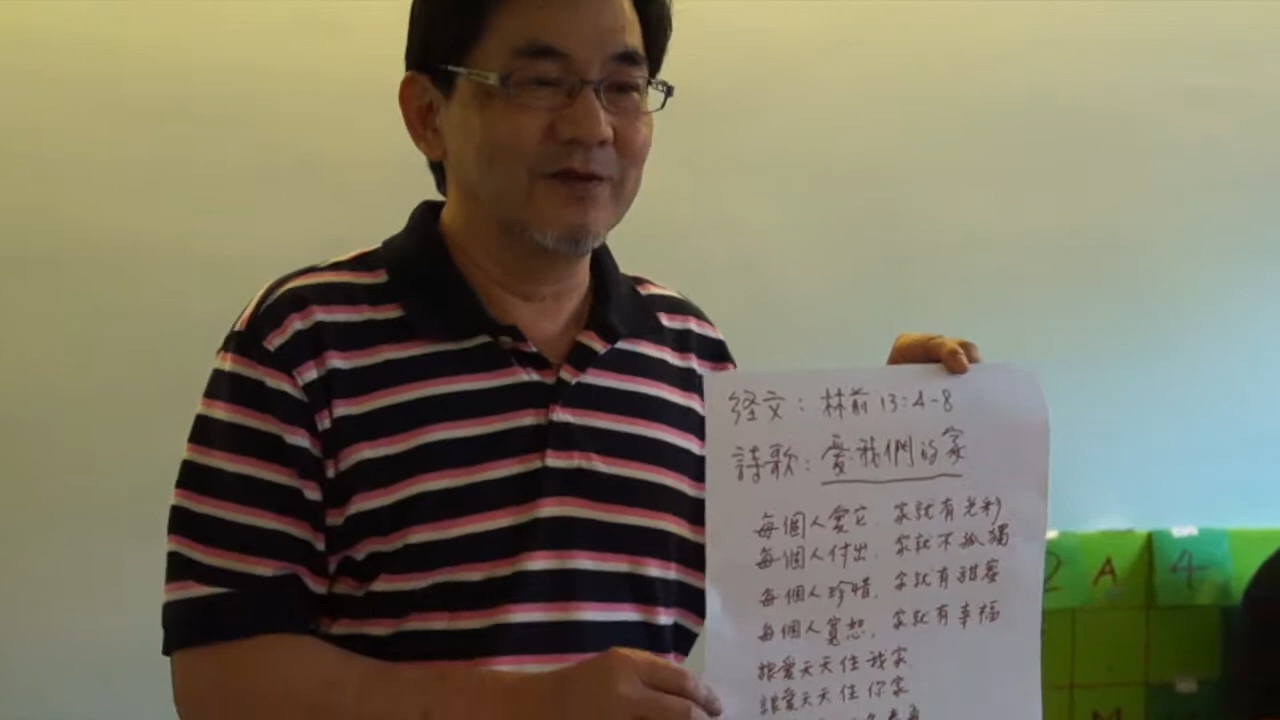 経文: 林前 13:4-8
詩歌: 愛我們的家
每個人愛它, 家就有光彩
每個人付出, 家就不孤獨
每個人珍惜, 家就有甜蜜
每個人寬恕, 家就有幸福
讓愛天天住我家
讓愛天天住你家
2 A 4
M